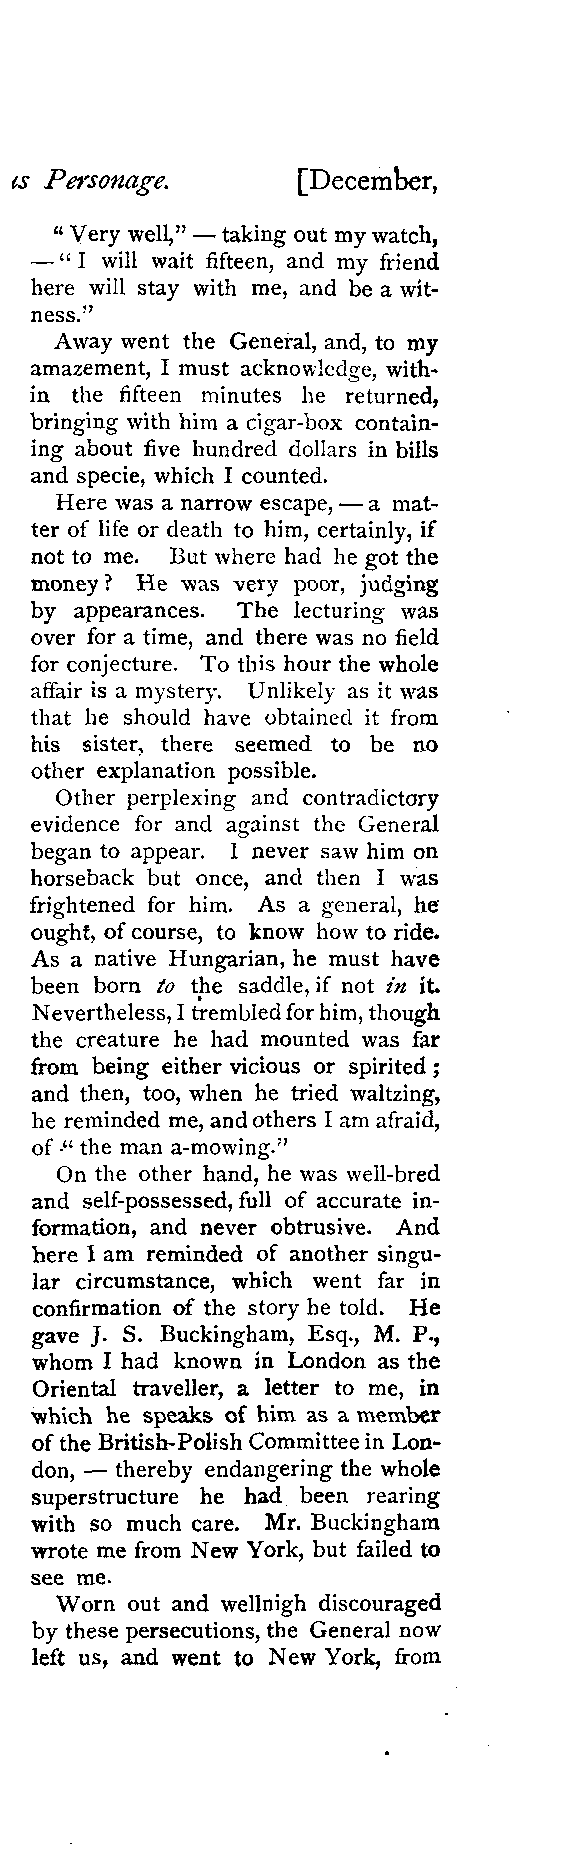 is Personage. [December,
“ Very well,” — taking out my watch,
— “ I will wait fifteen, and my friend
here will stay with me, and be a wit-
ness.”
Away went the General, and, to my
amazement, I must acknowledge, with-
in the fifteen minutes he returned,
bringing with him a cigar-box contain-
ing about five hundred dollars in bills
and specie, which I counted.
Here was a narrow escape, — a mat-
ter of life or death to him, certainly, if
not to me. But where had he got the
money? He was very poor, judging
by appearances. The lecturing was
over for a time, and there was no field
for conjecture. To this hour the whole
affair is a mystery. Unlikely as it was
that he should have obtained it from
his sister, there seemed to be no
other explanation possible.
Other perplexing and contradictory
evidence for and against the General
began to appear. I never saw him on
horseback but once, and then I was
frightened for him. As a general, he
ought, of course, to know how to ride.
As a native Hungarian, he must have
been born to the saddle, if not in it.
Nevertheless, I trembled for him, though
the creature he had mounted was far
from being either vicious or spirited ;
and then, too, when he tried waltzing,
he reminded me, and others I am afraid,
of “ the man a-mowing.”
On the other hand, he was well-bred
and self-possessed, full of accurate in-
formation, and never obtrusive. And
here I am reminded of another singu-
lar circumstance, which went far in
confirmation of the story he told. He
gave J. S. Buckingham, Esq., M. P.,
whom I had known in London as the
Oriental traveller, a letter to me, in
which he speaks of him as a member
of the British-Polish Committee in Lon-
don, — thereby endangering the whole
superstructure he had been rearing
with so much care. Mr. Buckingham
wrote me from New York, but failed to
see me.
Worn out and wellnigh discouraged
by these persecutions, the General now
left us, and went to New York, from